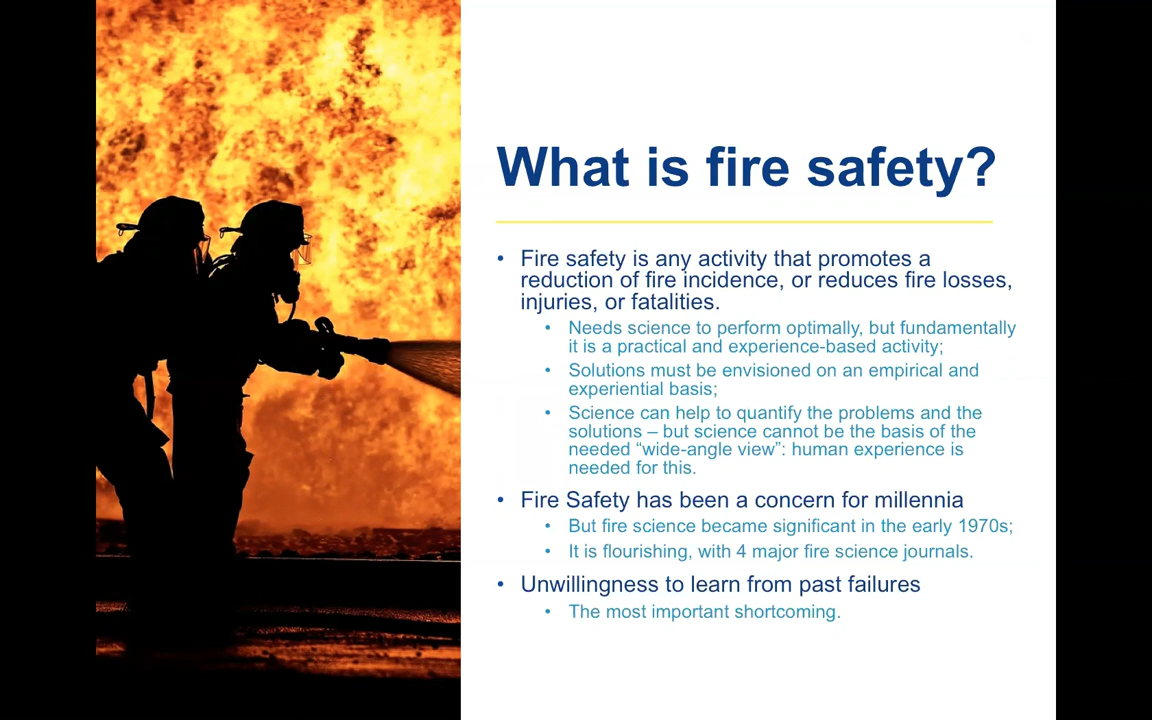 What is fire safety?
• Fire safety is any activity that promotes a
reduction of fire incidence, or reduces fire losses,
injuries, or fatalities.
• Needs science to perform optimally, but fundamentally
it is a practical and experience-based activity;
• Solutions must be envisioned on an empirical and
experiential basis;
• Science can help to quantify the problems and the
solutions – but science cannot be the basis of the
needed “wide-angle view”: human experience is
needed for this.
• Fire Safety has been a concern for millennia
• But fire science became significant in the early 1970s;
• It is flourishing, with 4 major fire science journals.
• Unwillingness to learn from past failures
• The most important shortcoming.